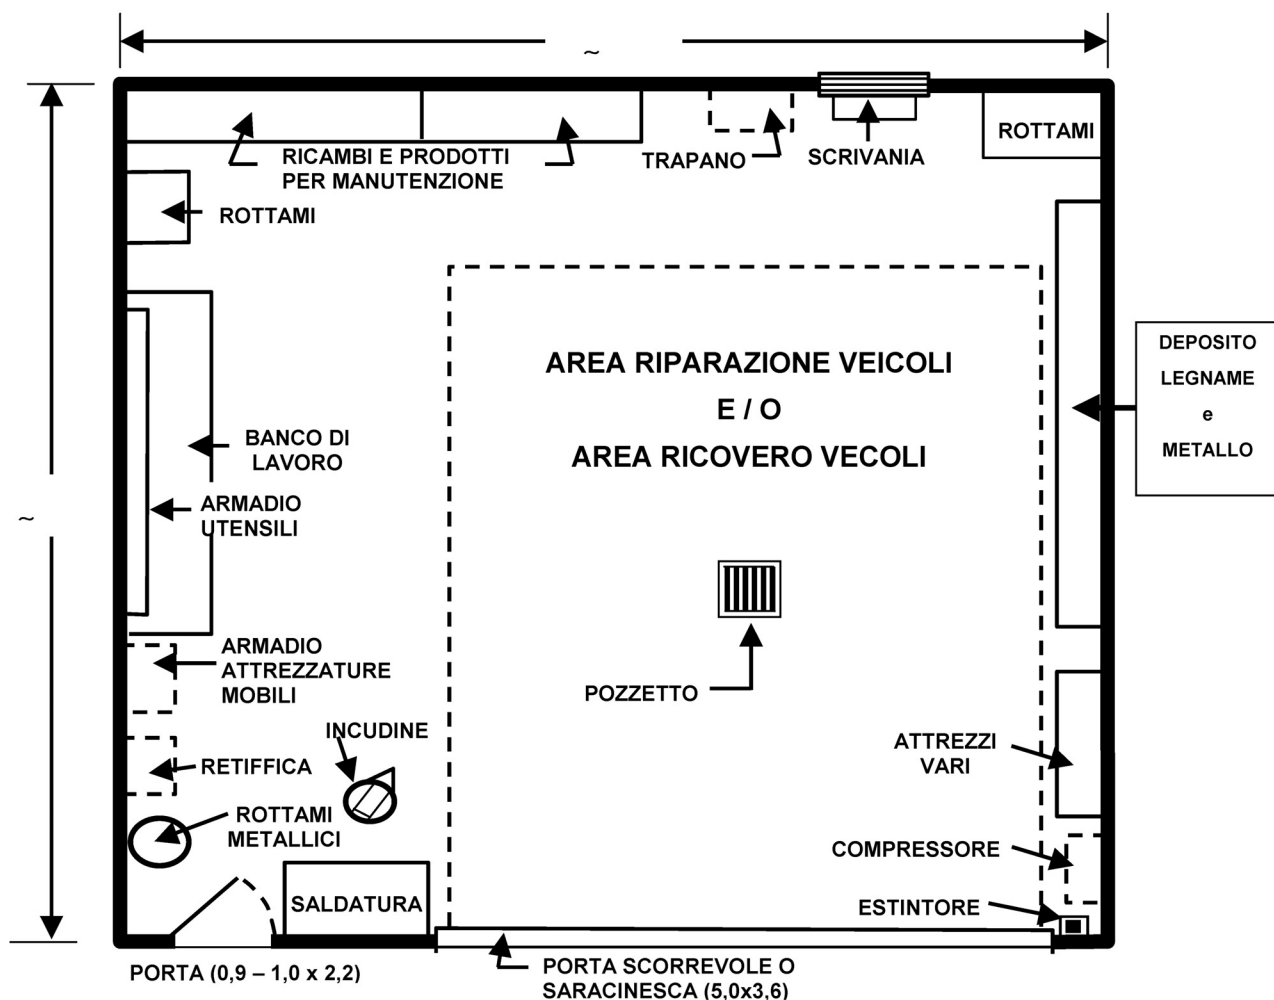 ~
RICAMBI E PRODOTTI
PER MANUTENZIONE
TRAPANO
SCRIVANIA
ROTTAMI
ROTTAMI
AREA RIPARAZIONE VEICOLI
E / O
AREA RICOVERO VECOLI
DEPOSITO
LEGNAME
e
METALLO
BANCO DI
LAVORO
ARMADIO
UTENSILI
~
ARMADIO
ATTREZZATURE
MOBILI
POZZETTO
INCUDINE
RETIFFICA
ATTREZZI
VARI
ROTTAMI
METALLICI
COMPRESSORE
SALDATURA
ESTINTORE
PORTA (0,9 – 1,0 x 2,2)
PORTA SCORREVOLE O
SARACINESCA (5,0x3,6)